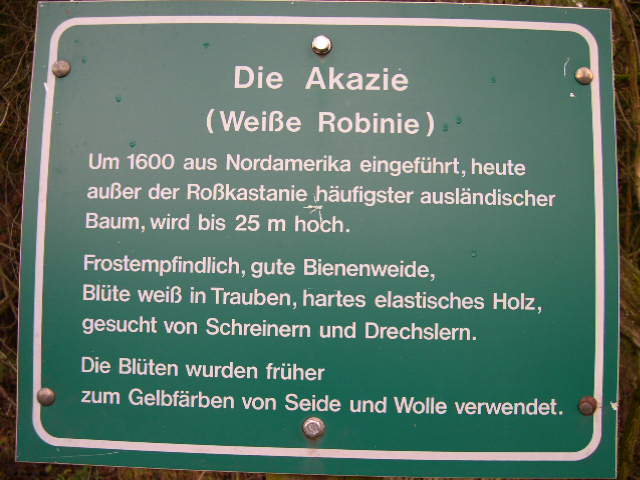 Die Akazie
(Weiße Robinie)
Um 1600 aus Nordamerika eingeführt, heute
außer der Roßkastanie häufigster ausländischer
Baum, wird bis 25 m hoch.
Frostempfindlich, gute Bienenweide,
Blüte weiß in Trauben, hartes elastisches Holz,
gesucht von Schreinern und Drechslern.
Die Blüten wurden früher
zum Gelbfärben von Seide und Wolle verwendet.